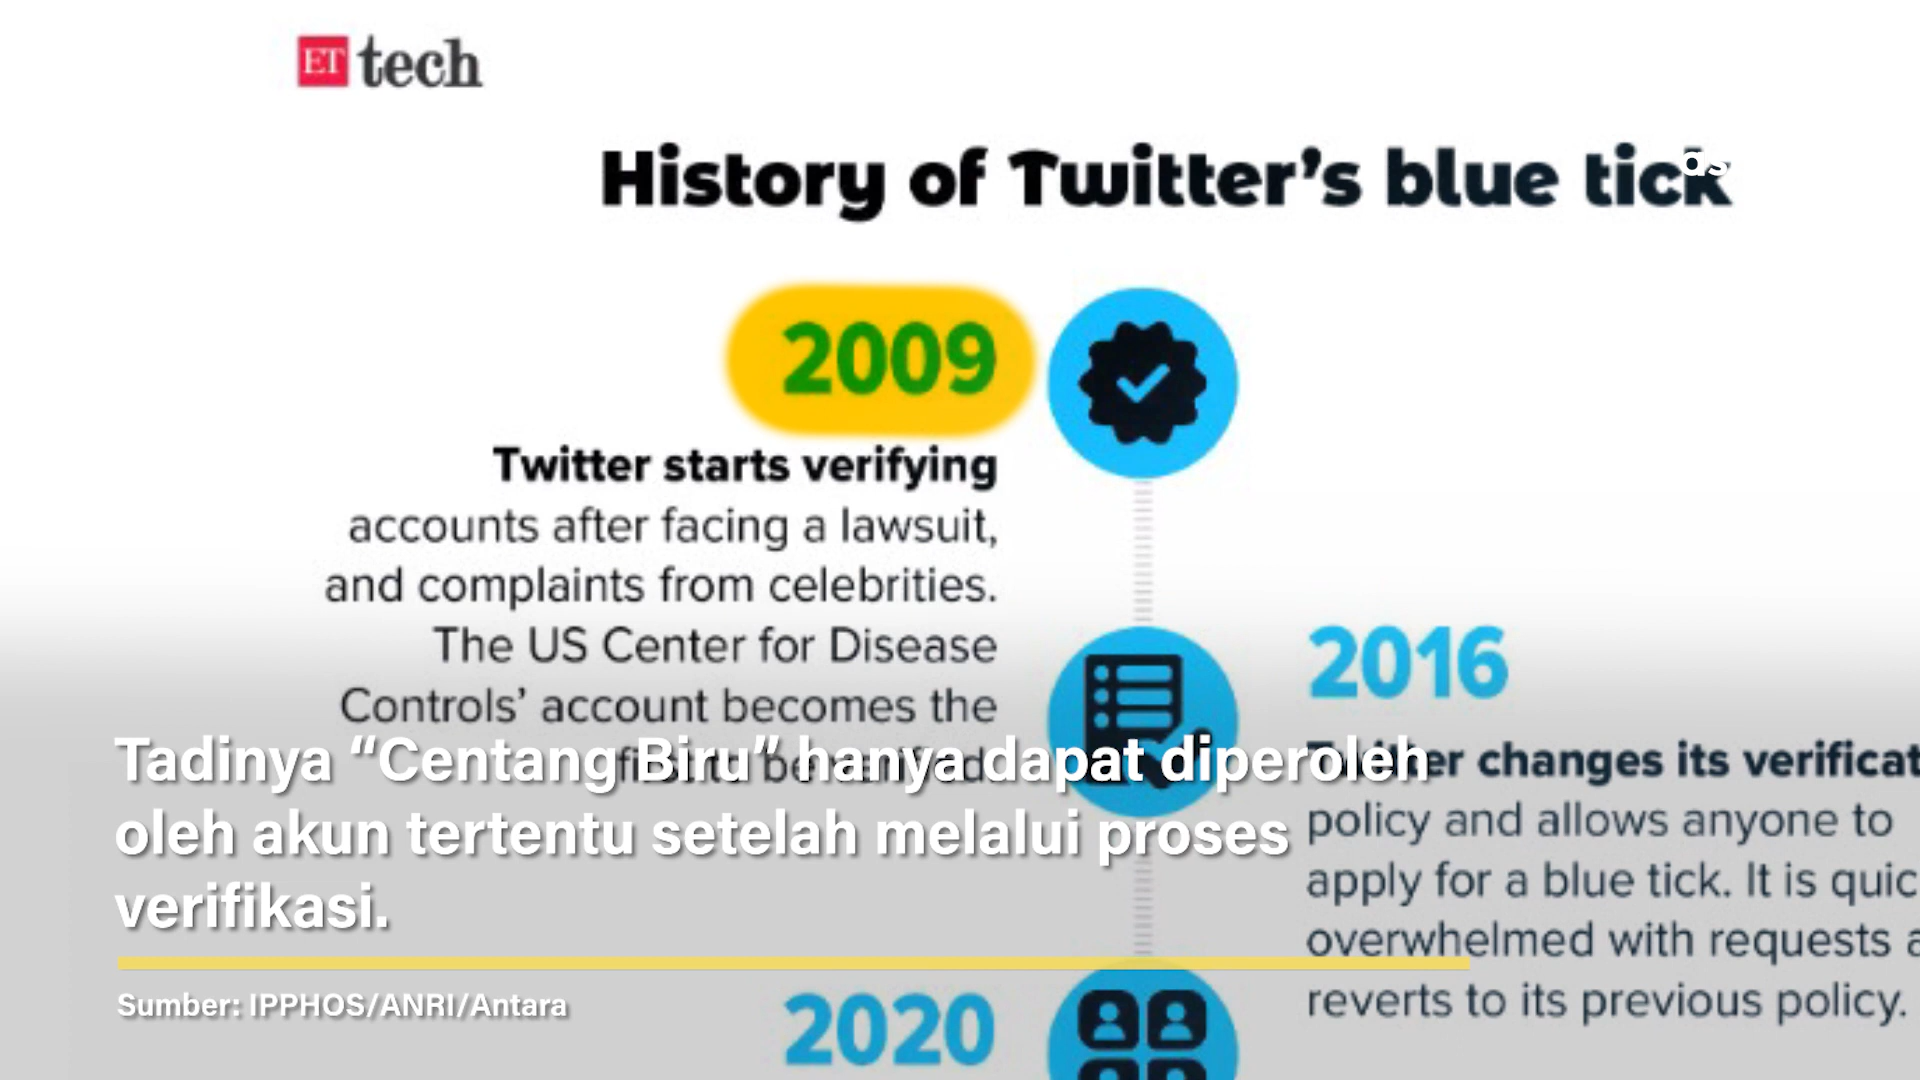 ET tech
History of Twitter's blue tick
as
2009
Twitter starts verifying
accounts after facing a lawsuit,
and complaints from celebrities.
The US Center for Disease
Controls' account becomes the
2016
changes its
policy and allows anyone to
apply for a blue tick. It is
overwhelmed with requests
reverts to its previous policy.
Tadinya “Centang Biru” hanya dapat diperoleh
oleh akun tertentu setelah melalui proses
verifikasi.
Sumber: IPPHOS/ANRI/Antara
2020